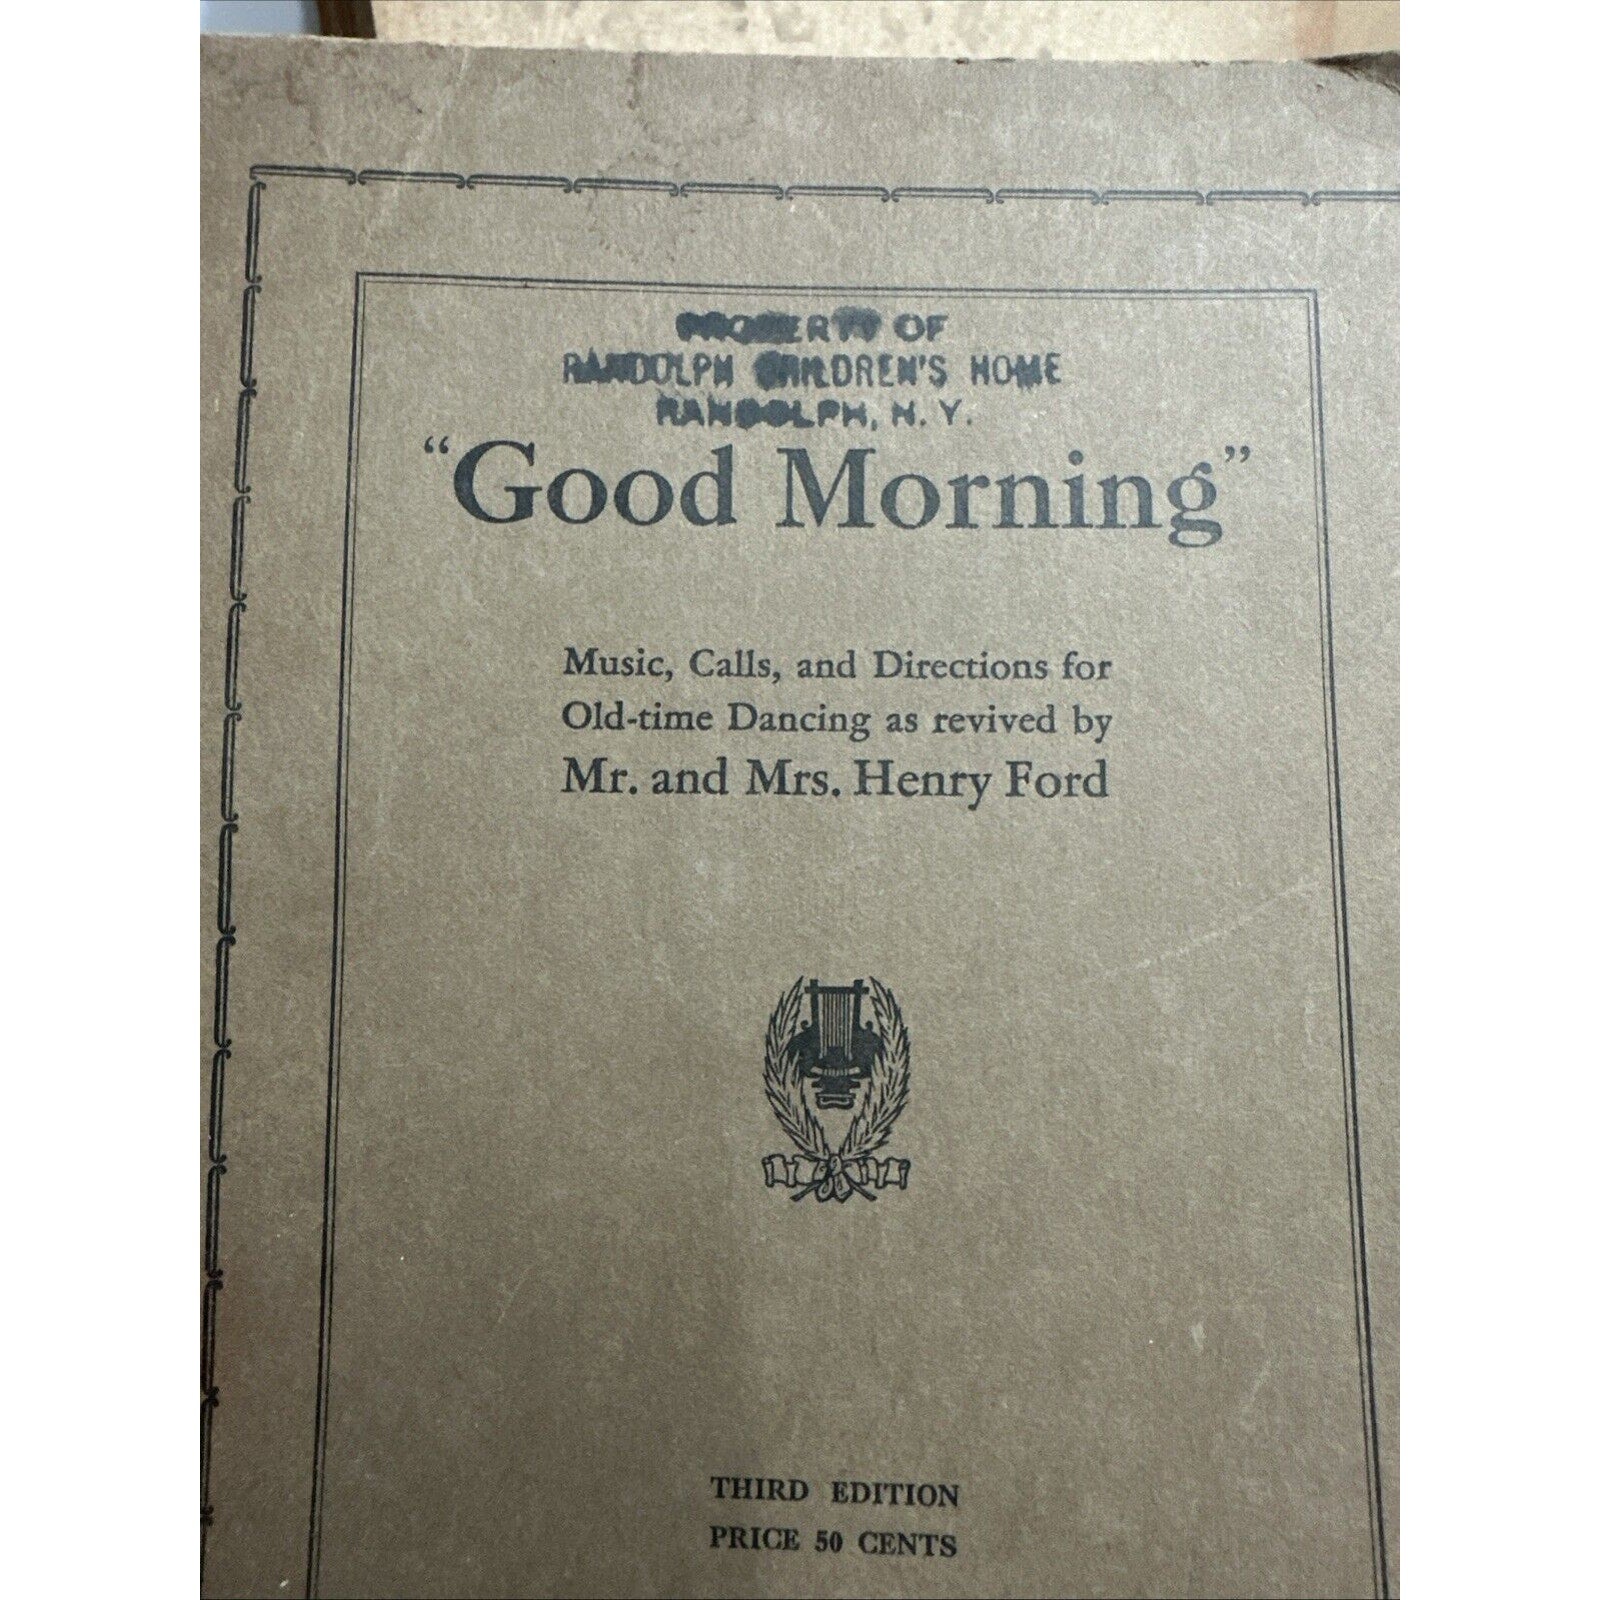 PROPERTY OF
RANDOLPH CHILDREN'S HOME
RANDOLPH, N. Y.
"Good Morning"
Music, Calls, and Directions for
Old-time Dancing as revived by
Mr. and Mrs. Henry Ford
THIRD EDITION
PRICE 50 CENTS